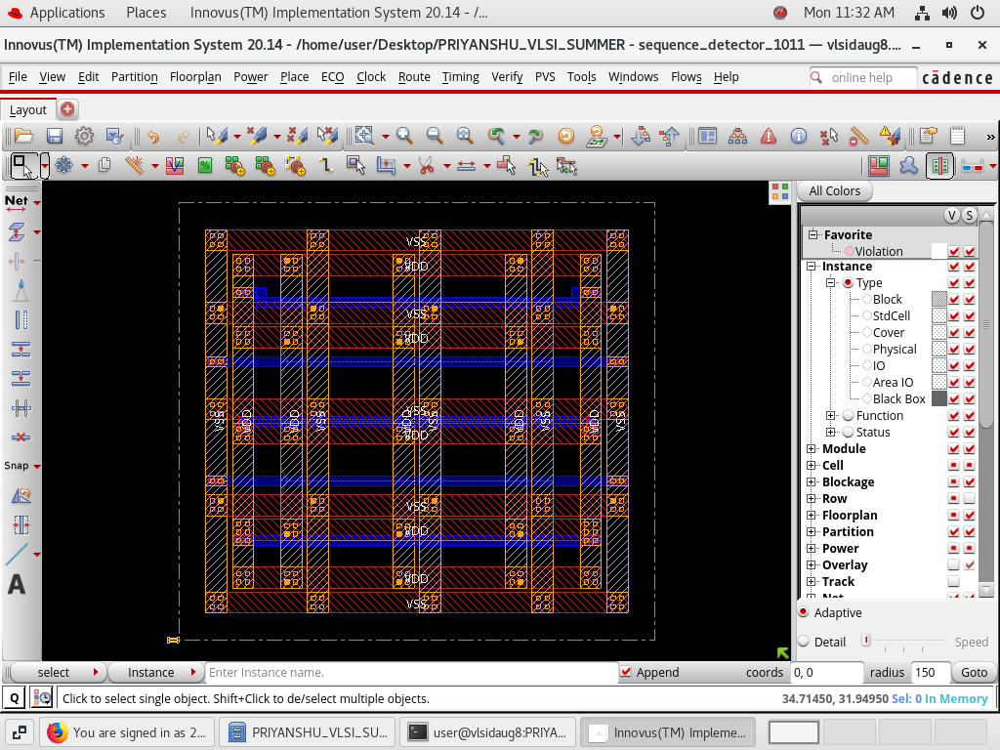 Applications Places Innovus(TM) Implementation System 20.14 - /... Mon 11:32 AM
Innovus(TM) Implementation System 20.14 - /home/user/Desktop/PRIYANSHU_VLSI_SUMMER - sequence_detector_1011 — vlsidaug8....
File View Edit Partition Floorplan Power Place ECO Clock Route Timing Verify PVS Tools Windows Flows Help online help cādence
Layout
Net
All Colors
V S
Favorite
Violation
Instance
Type
Block
StdCell
Cover
Physical
IO
Area IO
Black Box
Function
Status
Module
Cell
Blockage
Row
Floorplan
Partition
Power
Overlay
Track
Net
Snap
A
VSS
VDD
VSS
VDD
VSS
VSS VDD VDD VSS VDD VSS VDD VSS VDD VSS
VDD
VSS
VDD
VDD
VSS
Adaptive
Detail Speed
select Instance Enter Instance name. Append coords 0, 0 radius 150 Goto
Q Click to select single object. Shift+Click to de/select multiple objects. 34.71450, 31.94950 Sel: 0 In Memory
You are signed in as 2... PRIYANSHU_VLSI_SU... user@vlsidaug8:PRIYA... Innovus(TM) Impleme...